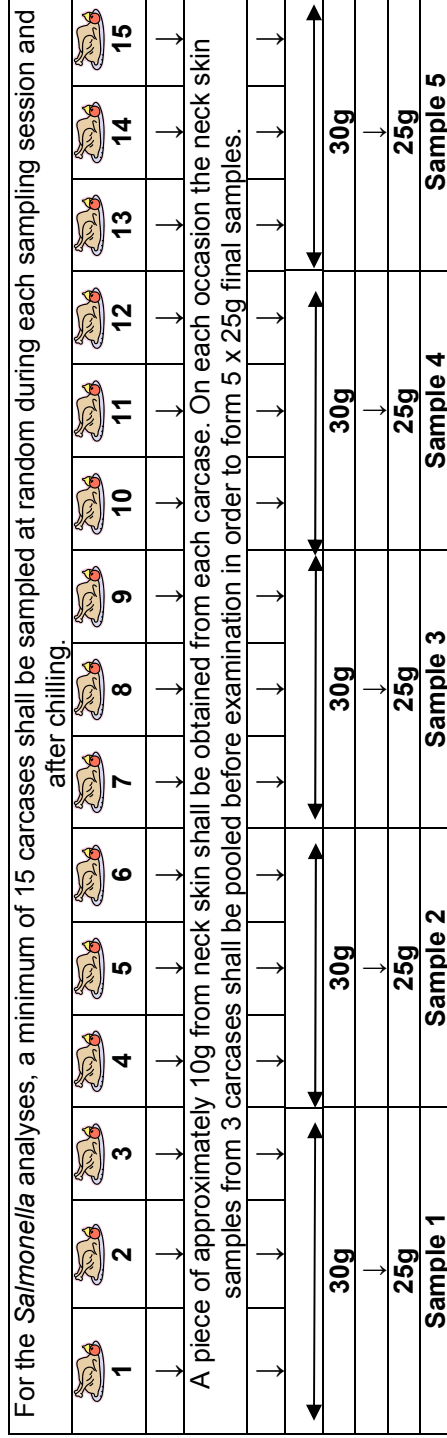 For the Salmonella analyses, a minimum of 15 carcases shall be sampled at random during each sampling session and
after chilling.
1 2 3 4 5 6 7 8 9 10 11 12 13 14 15
→ → → → → → → → → → → → → → →
A piece of approximately 10g from neck skin shall be obtained from each carcase. On each occasion the neck skin
samples from 3 carcases shall be pooled before examination in order to form 5 x 25g final samples.
→ → → → → → → → → → → → → → →
30g 30g 30g 30g 30g
→ → → → →
25g 25g 25g 25g 25g
Sample 1 Sample 2 Sample 3 Sample 4 Sample 5